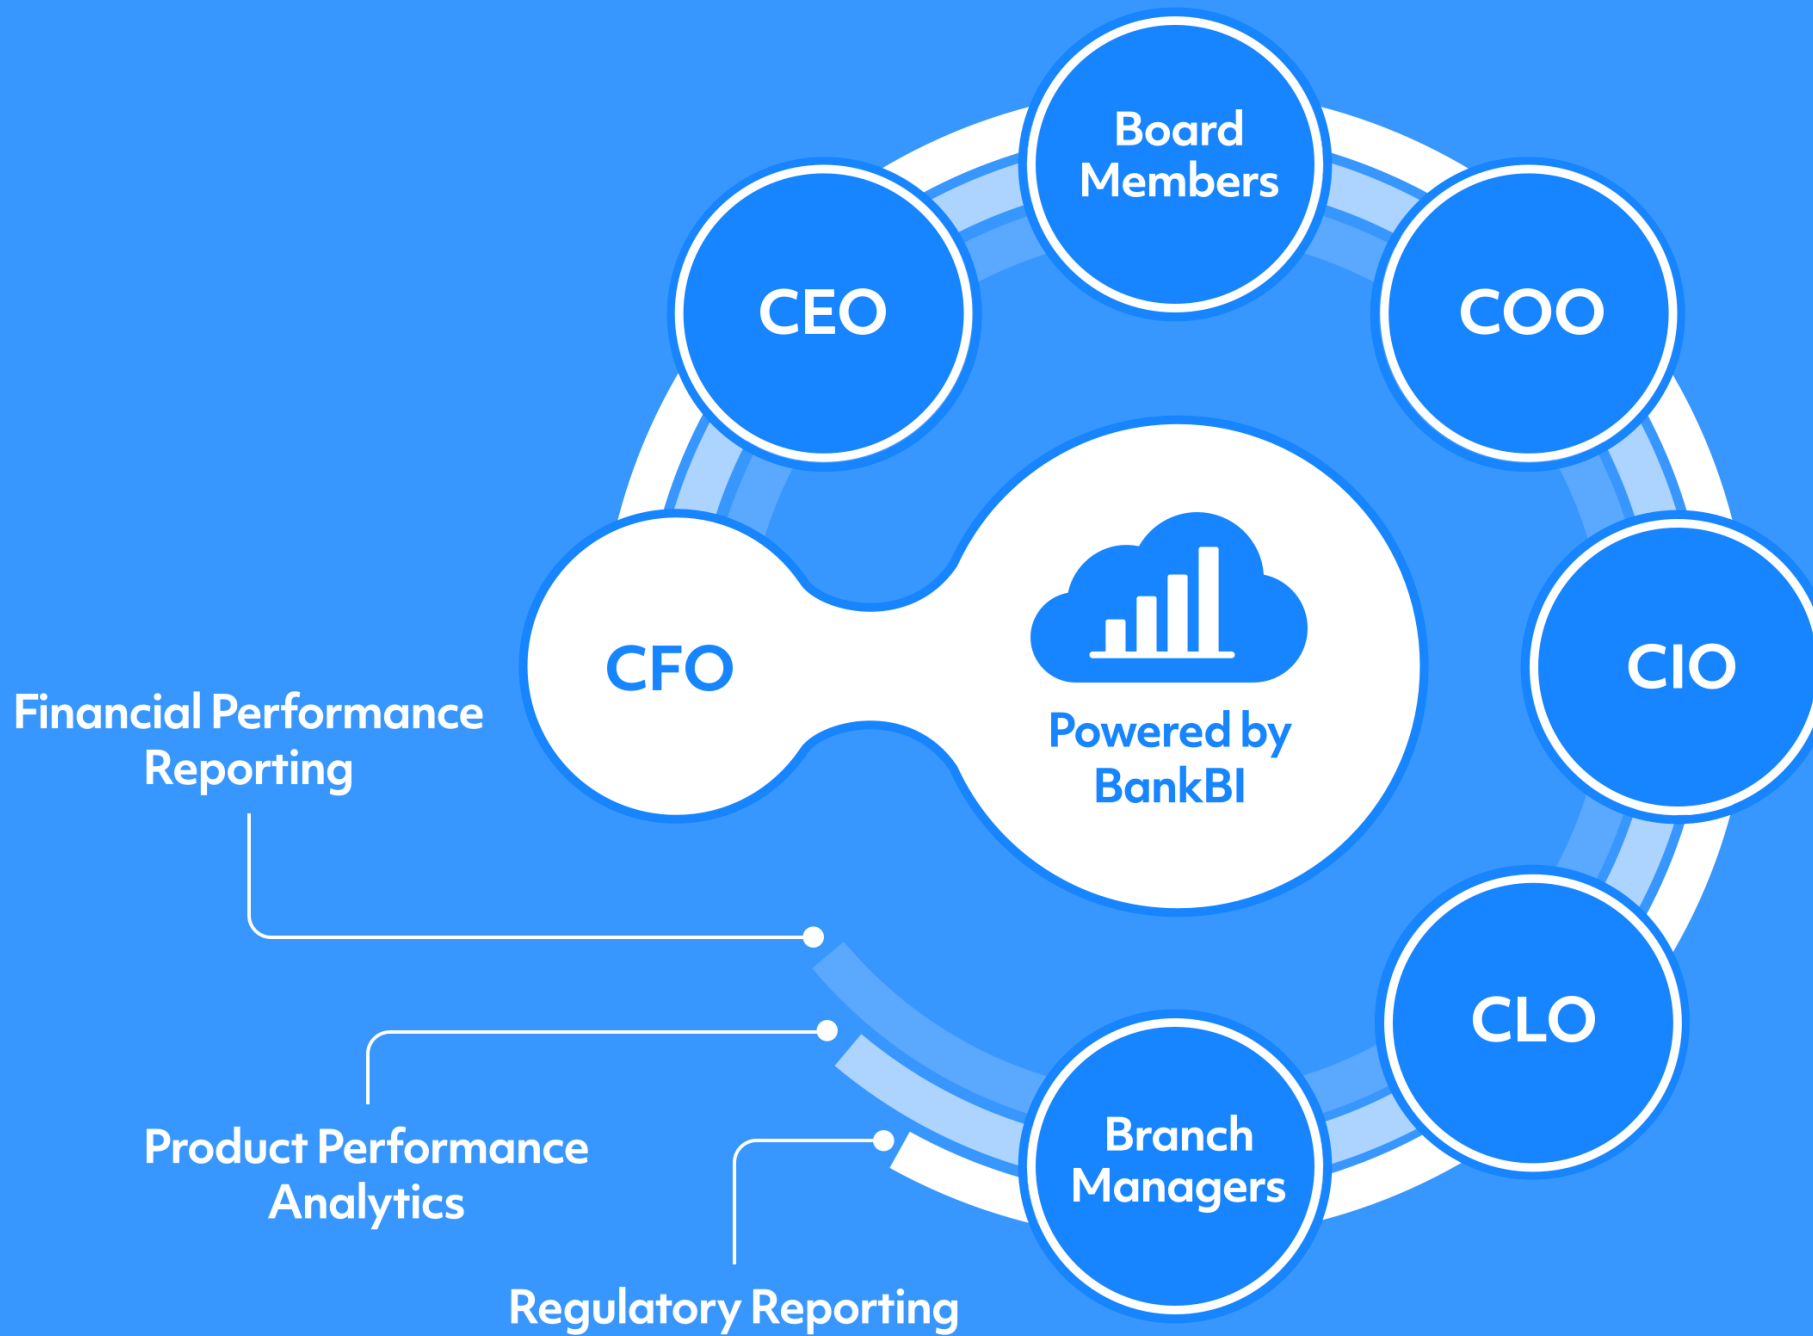 Board
Members
CEO
COO
CFO
Powered by
BankBI
CIO
Financial Performance
Reporting
CLO
Product Performance
Analytics
Branch
Managers
Regulatory Reporting